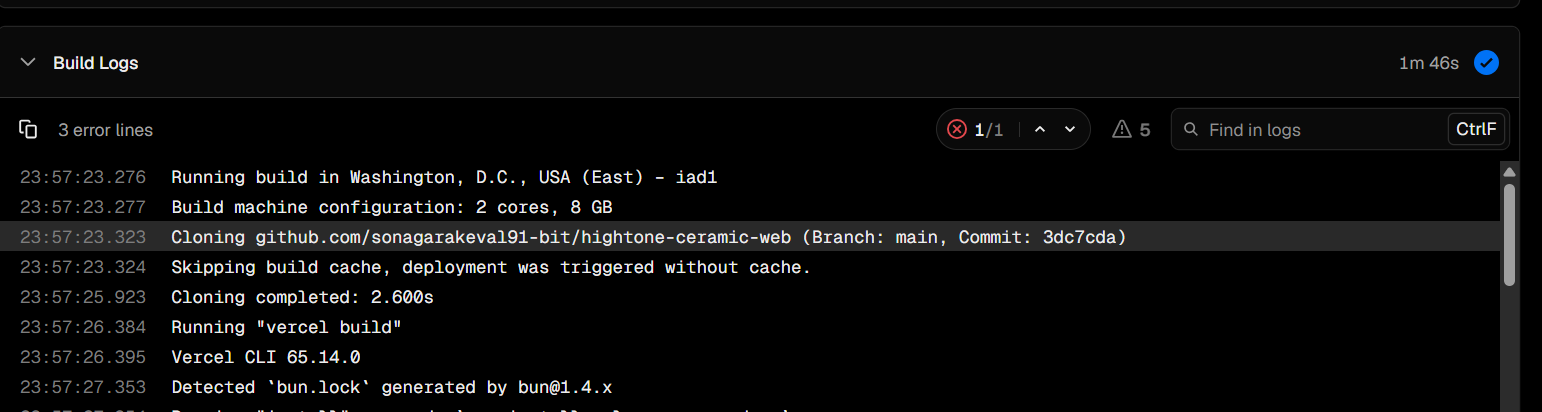 Build Logs
1m 46s
3 error lines
1/1
5
Find in logs
CtrlF
23:57:23.276 Running build in Washington, D.C., USA (East) – iad1
23:57:23.277 Build machine configuration: 2 cores, 8 GB
23:57:23.323 Cloning github.com/sonagarakeval91-bit/hightone-ceramic-web (Branch: main, Commit: 3dc7cda)
23:57:23.324 Skipping build cache, deployment was triggered without cache.
23:57:25.923 Cloning completed: 2.600s
23:57:26.384 Running "vercel build"
23:57:26.395 Vercel CLI 65.14.0
23:57:27.353 Detected `bun.lock` generated by bun@1.4.x